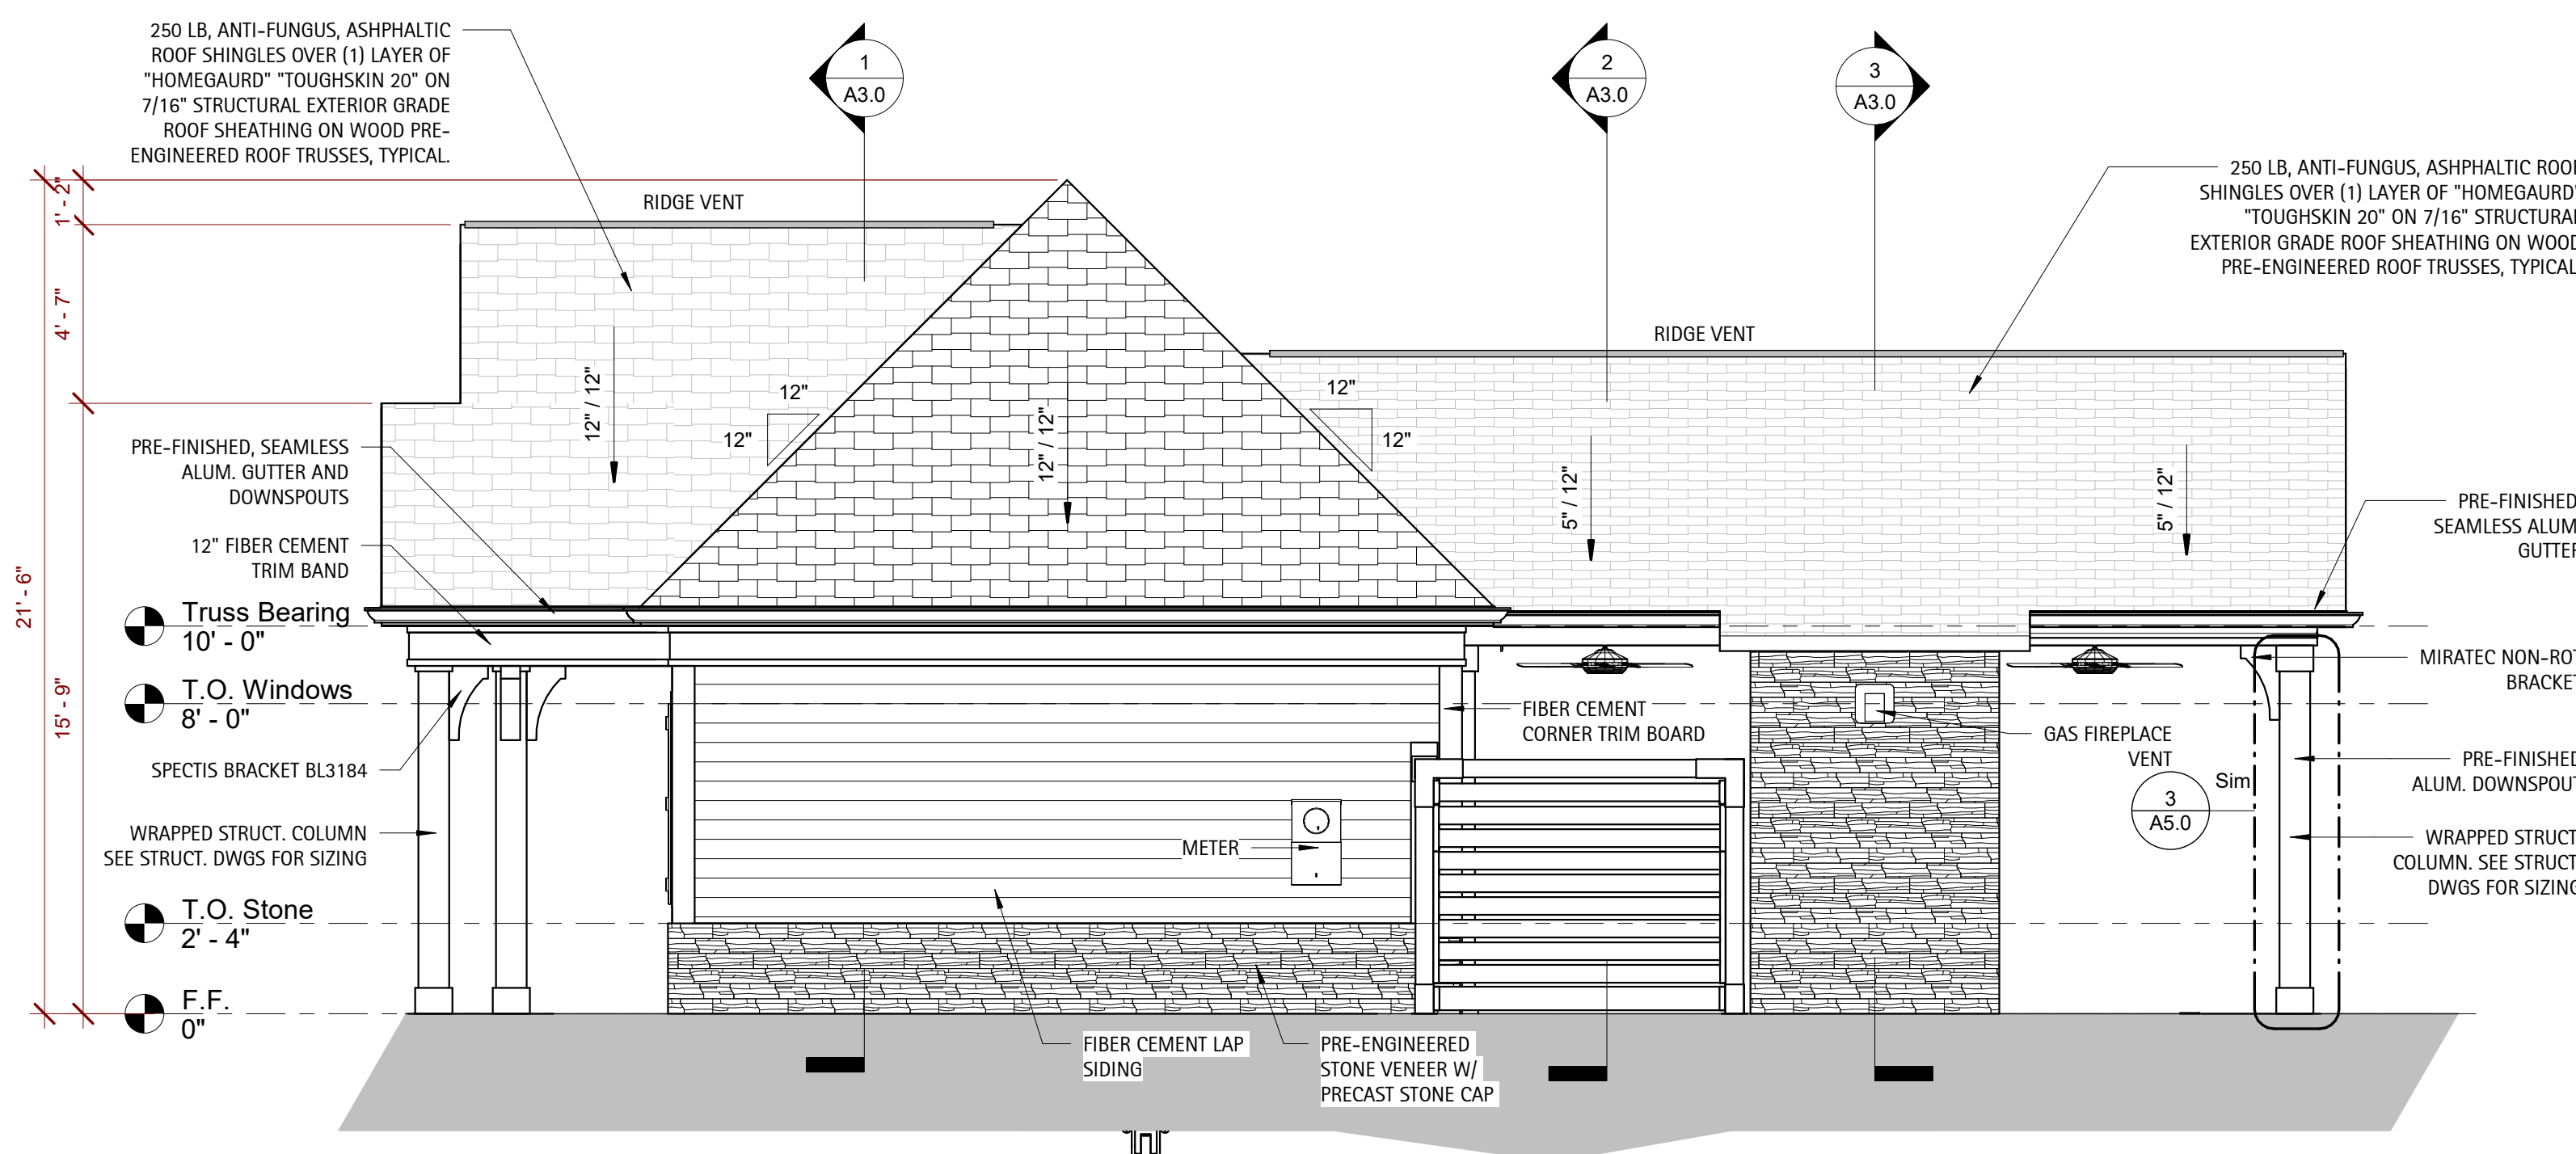 250 LB, ANTI-FUNGUS, ASHPHALTIC
ROOF SHINGLES OVER (1) LAYER OF
"HOMEGAURD" "TOUGHSKIN 20" ON
7/16" STRUCTURAL EXTERIOR GRADE
ROOF SHEATHING ON WOOD PRE-
ENGINEERED ROOF TRUSSES, TYPICAL.
1
A3.0
2
A3.0
3
A3.0
250 LB, ANTI-FUNGUS, ASHPHALTIC ROOF
SHINGLES OVER (1) LAYER OF "HOMEGAURD"
"TOUGHSKIN 20" ON 7/16" STRUCTURAL
EXTERIOR GRADE ROOF SHEATHING ON WOOD
PRE-ENGINEERED ROOF TRUSSES, TYPICAL
RIDGE VENT
RIDGE VENT
1' - 2"
4' - 7"
15' - 9"
21' - 6"
12" / 12"
12"
12"
12" / 12"
12"
12"
5" / 12"
5" / 12"
PRE-FINISHED, SEAMLESS
ALUM. GUTTER AND
DOWNSPOUTS
12" FIBER CEMENT
TRIM BAND
Truss Bearing
10' - 0"
T.O. Windows
8' - 0"
SPECTIS BRACKET BL3184
WRAPPED STRUCT. COLUMN
SEE STRUCT. DWGS FOR SIZING
T.O. Stone
2' - 4"
F.F.
0"
METER
FIBER CEMENT
CORNER TRIM BOARD
GAS FIREPLACE
VENT
3
A5.0
Sim
PRE-FINISHED
SEAMLESS ALUM
GUTTER
MIRATEC NON-ROT
BRACKET
PRE-FINISHED
ALUM. DOWNSPOUT
WRAPPED STRUCT.
COLUMN. SEE STRUCT.
DWGS FOR SIZING
FIBER CEMENT LAP
SIDING
PRE-ENGINEERED
STONE VENEER W/
PRECAST STONE CAP